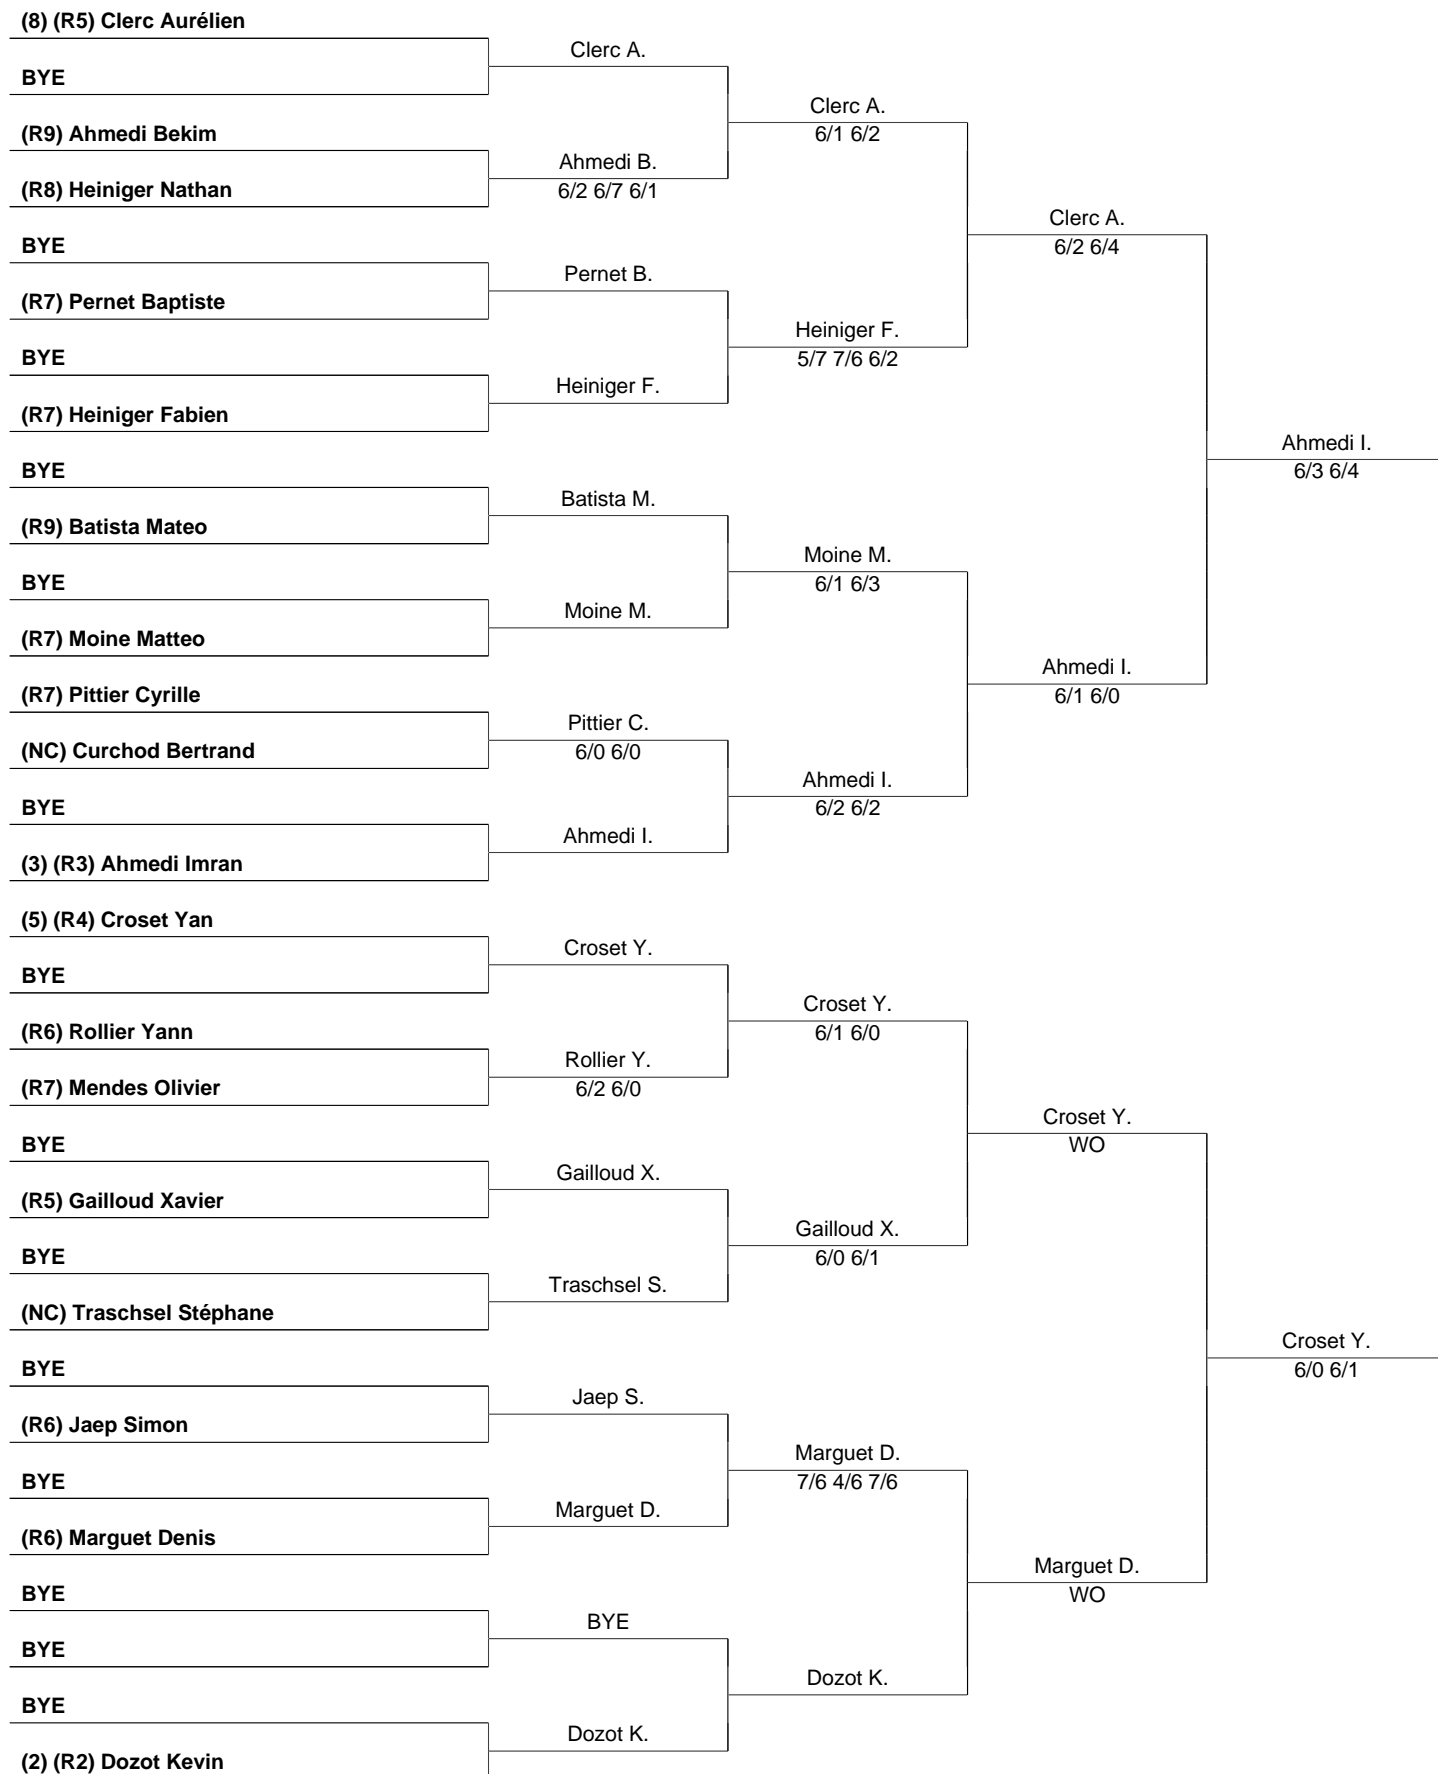 (8) (R5) Clerc Aurélien
Clerc A.
BYE
Clerc A.
6/1 6/2
(R9) Ahmedi Bekim
Ahmedi B.
6/2 6/7 6/1
(R8) Heiniger Nathan
Clerc A.
6/2 6/4
BYE
Pernet B.
(R7) Pernet Baptiste
Heiniger F.
5/7 7/6 6/2
BYE
Heiniger F.
(R7) Heiniger Fabien
Ahmedi I.
6/3 6/4
BYE
Batista M.
(R9) Batista Mateo
Moine M.
6/1 6/3
BYE
Moine M.
(R7) Moine Matteo
Ahmedi I.
6/1 6/0
(R7) Pittier Cyrille
Pittier C.
6/0 6/0
(NC) Curchod Bertrand
Ahmedi I.
6/2 6/2
BYE
Ahmedi I.
(3) (R3) Ahmedi Imran
(5) (R4) Croset Yan
Croset Y.
BYE
Croset Y.
6/1 6/0
(R6) Rollier Yann
Rollier Y.
6/2 6/0
(R7) Mendes Olivier
Croset Y.
WO
BYE
Gailloud X.
(R5) Gailloud Xavier
Gailloud X.
6/0 6/1
BYE
Traschsel S.
(NC) Traschsel Stéphane
Croset Y.
6/0 6/1
BYE
Jaep S.
(R6) Jaep Simon
Marguet D.
7/6 4/6 7/6
BYE
Marguet D.
(R6) Marguet Denis
Marguet D.
WO
BYE
BYE
BYE
Dozot K.
BYE
Dozot K.
(2) (R2) Dozot Kevin